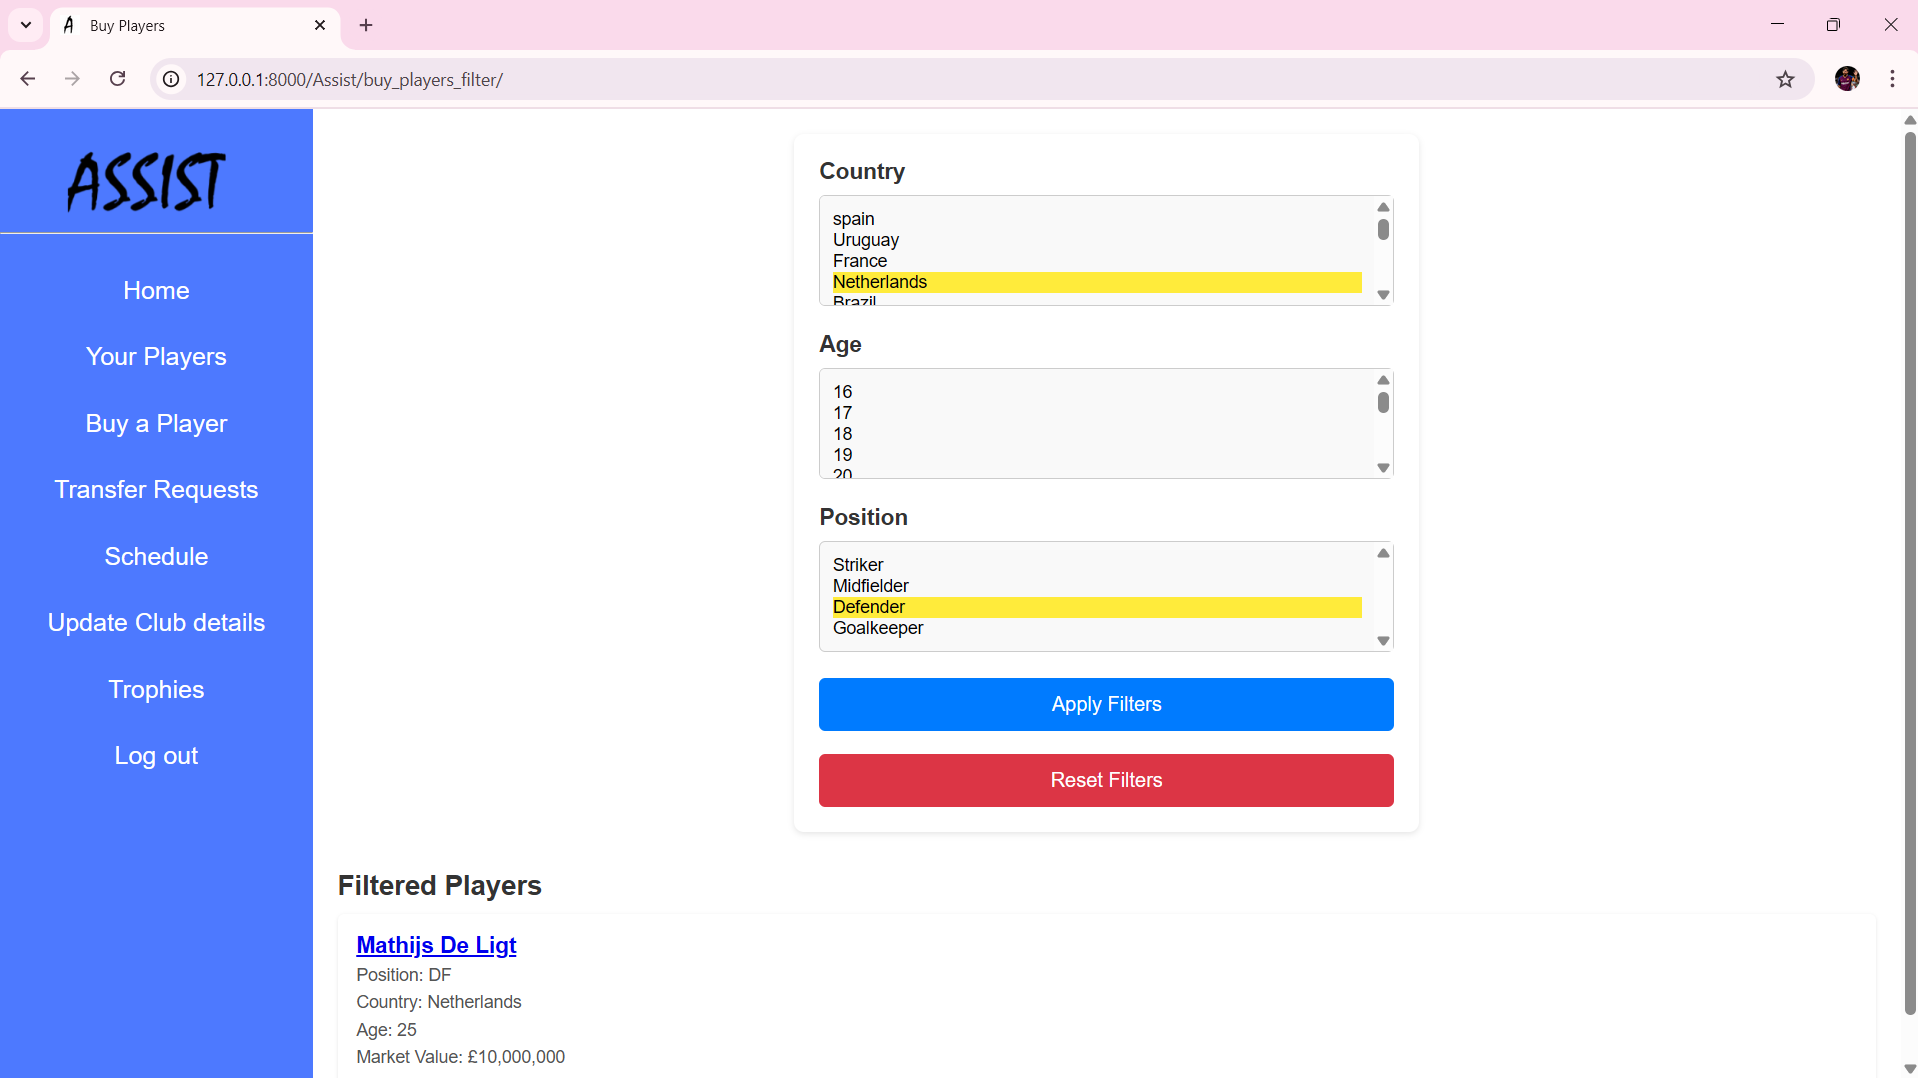 Buy Players
127.0.0.1:8000/Assist/buy_players_filter/
ASSIST
Home
Your Players
Buy a Player
Transfer Requests
Schedule
Update Club details
Trophies
Log out
Country
spain
Uruguay
France
Netherlands
Brazil
Age
16
17
18
19
20
Position
Striker
Midfielder
Defender
Goalkeeper
Apply Filters
Reset Filters
Filtered Players
Mathijs De Ligt
Position: DF
Country: Netherlands
Age: 25
Market Value: £10,000,000